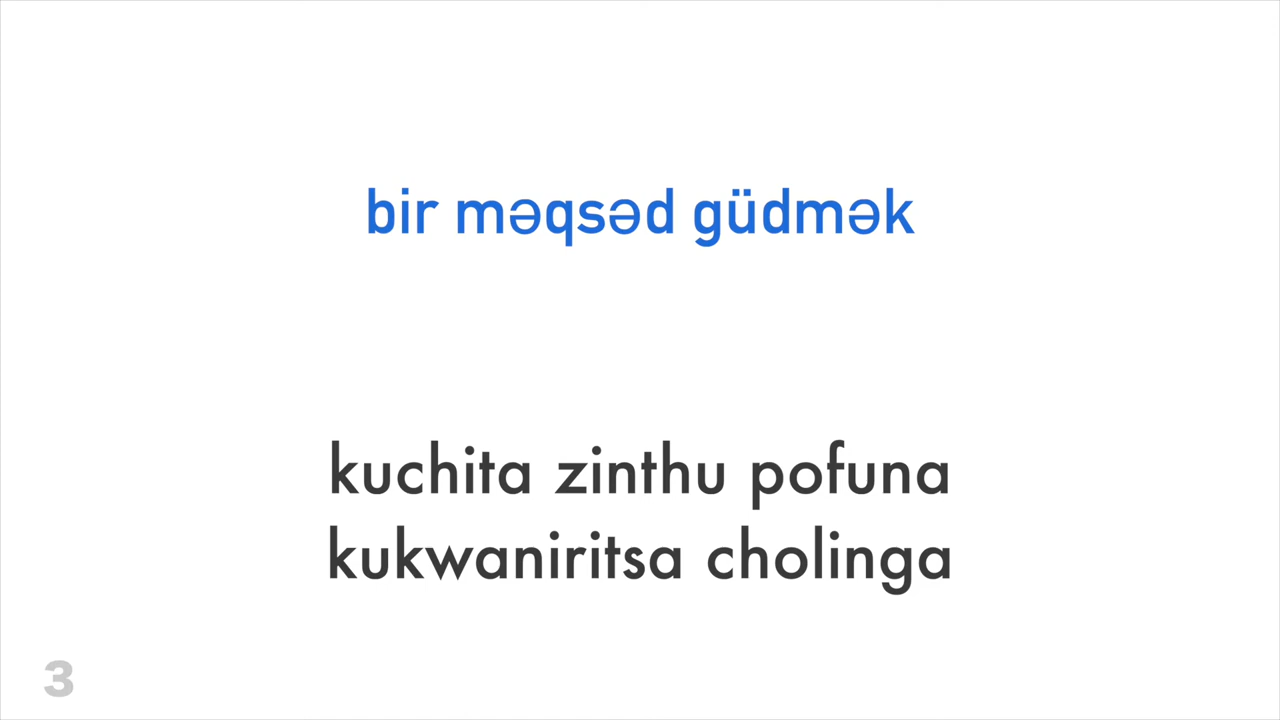 bir məqsəd güdmək
kuchita zinthu pofuna
kukwaniritsa cholinga
3